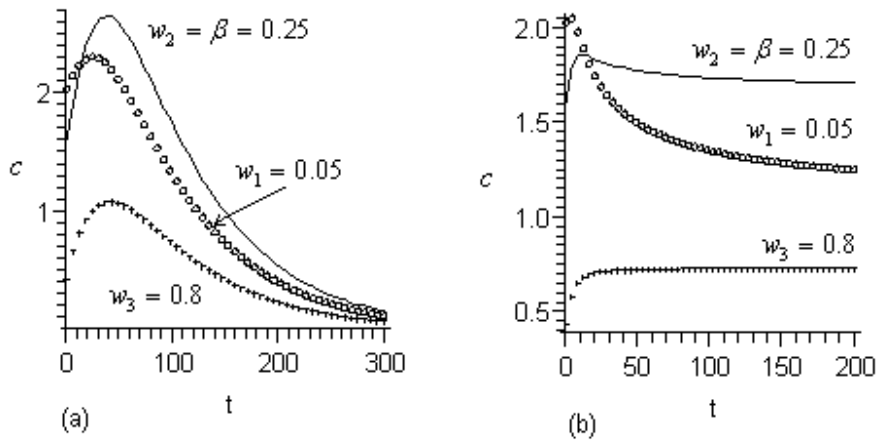 w₂ = β = 0.25
2
w₁ = 0.05
c
1
w₃ = 0.8
0 100 200 300
t
(a)
2.0
w₂ = β = 0.25
1.5
w₁ = 0.05
c
1.0
w₃ = 0.8
0.5
0 50 100 150 200
t
(b)